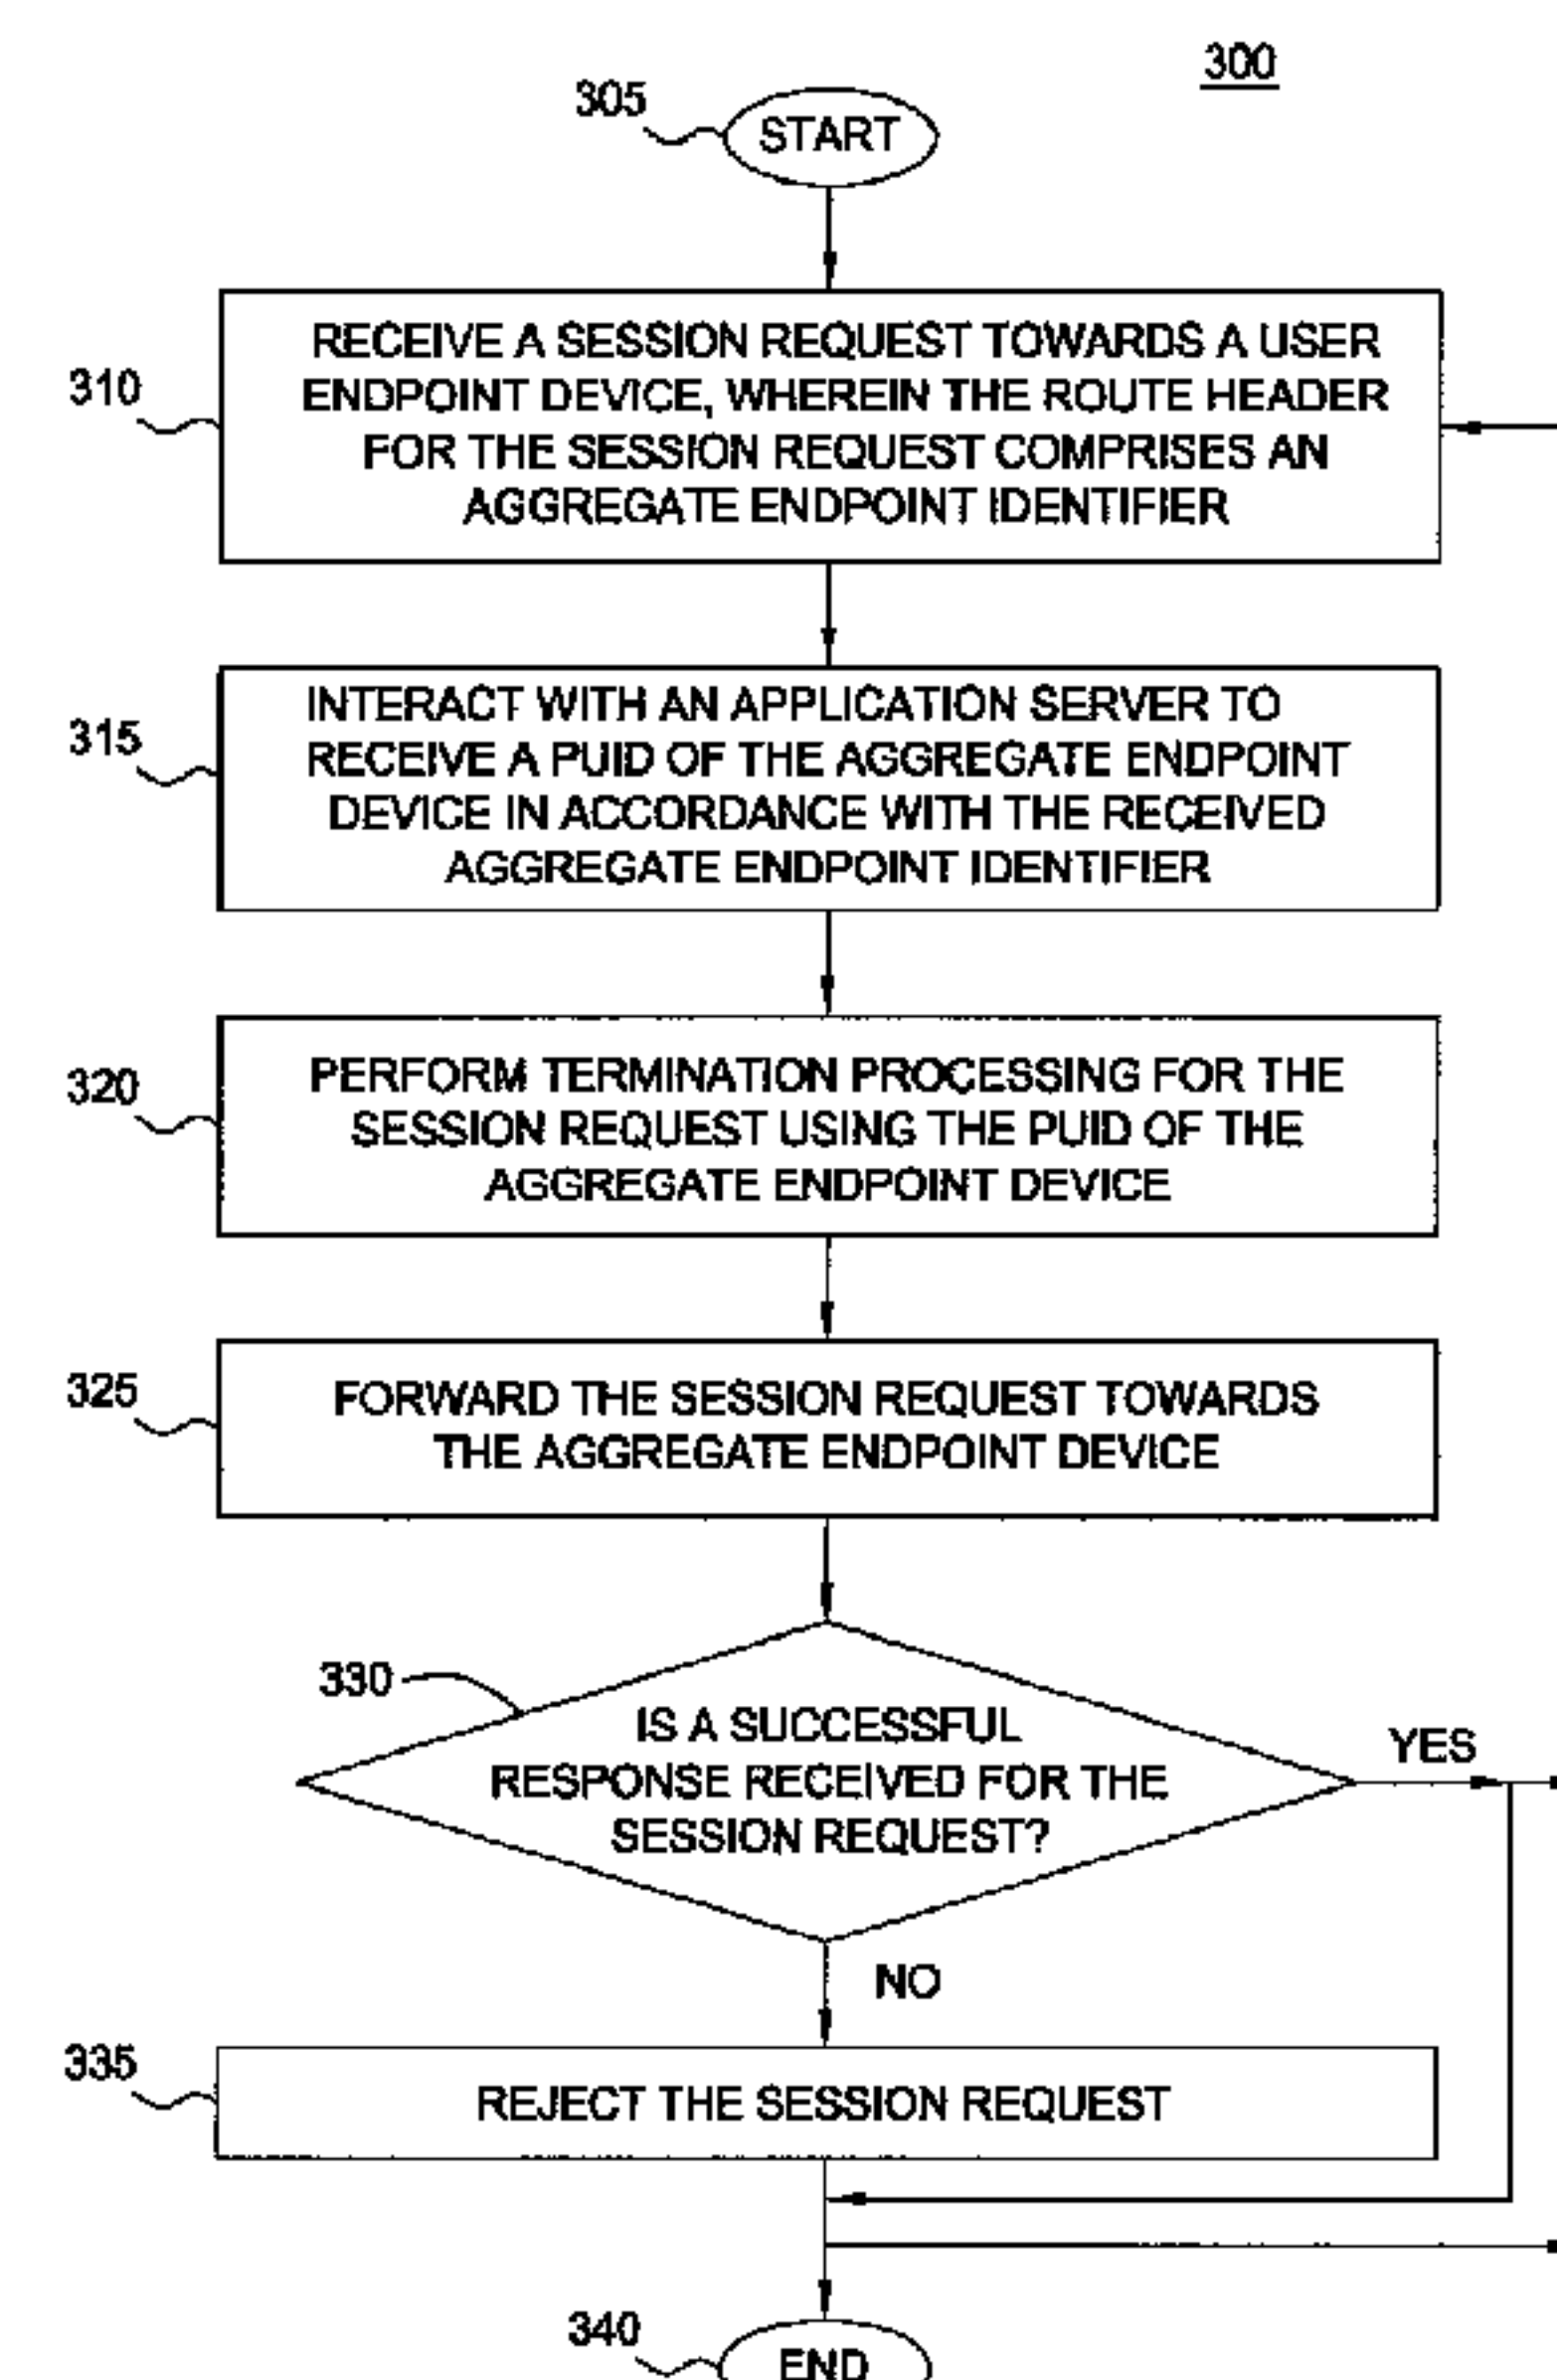 300
305
START
310
RECEIVE A SESSION REQUEST TOWARDS A USER
ENDPOINT DEVICE, WHEREIN THE ROUTE HEADER
FOR THE SESSION REQUEST COMPRISES AN
AGGREGATE ENDPOINT IDENTIFIER
315
INTERACT WITH AN APPLICATION SERVER TO
RECEIVE A PUID OF THE AGGREGATE ENDPOINT
DEVICE IN ACCORDANCE WITH THE RECEIVED
AGGREGATE ENDPOINT IDENTIFIER
320
PERFORM TERMINATION PROCESSING FOR THE
SESSION REQUEST USING THE PUID OF THE
AGGREGATE ENDPOINT DEVICE
325
FORWARD THE SESSION REQUEST TOWARDS
THE AGGREGATE ENDPOINT DEVICE
330
IS A SUCCESSFUL
RESPONSE RECEIVED FOR THE
SESSION REQUEST?
YES
NO
335
REJECT THE SESSION REQUEST
340
END